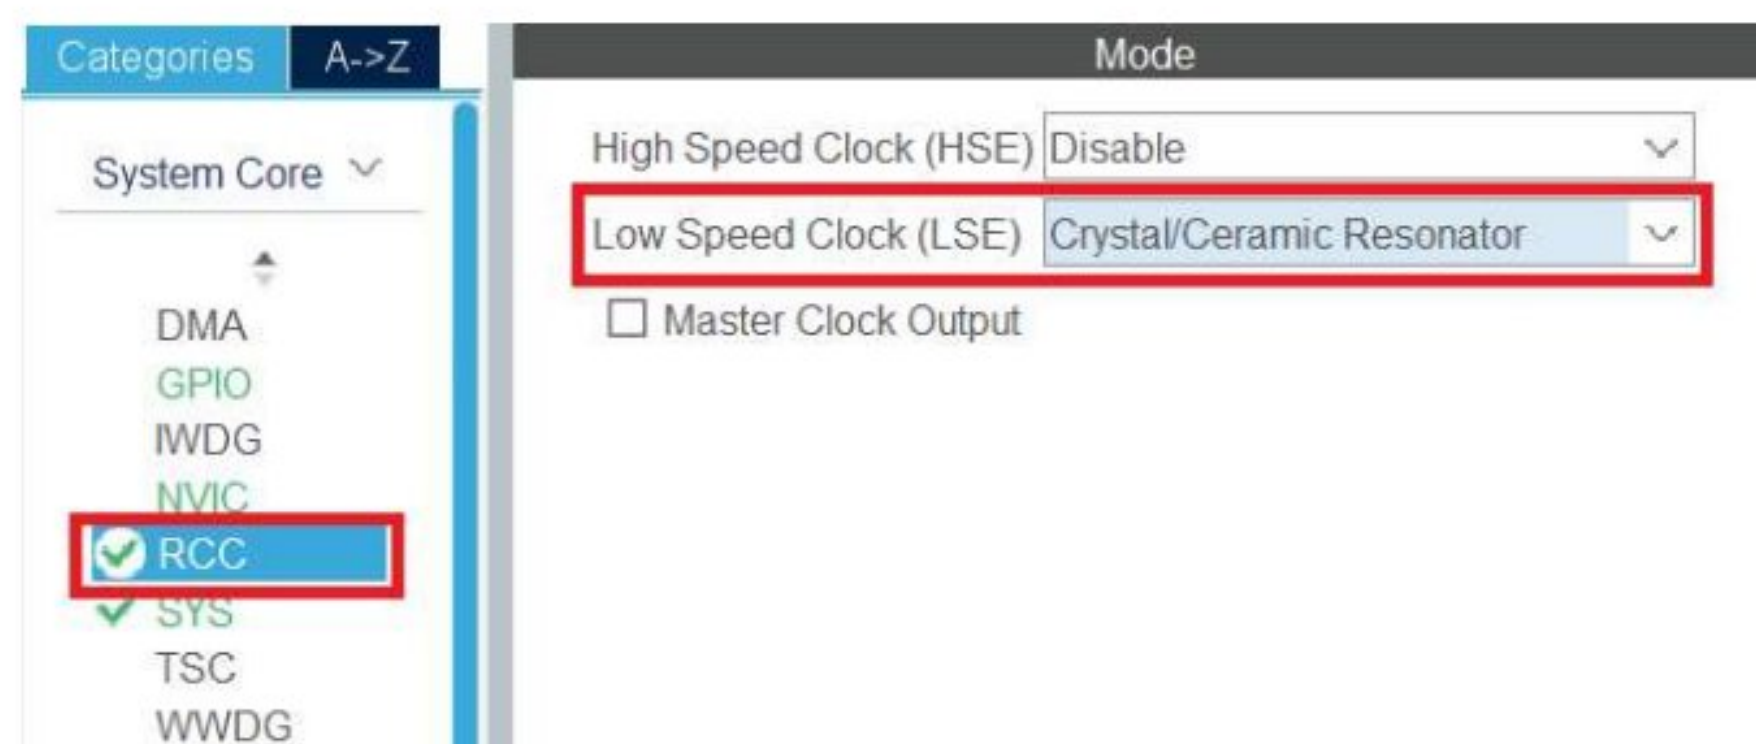 Categories
A->Z
System Core
DMA
GPIO
IWDG
NVIC
RCC
SYS
TSC
WWDG
Mode
High Speed Clock (HSE) Disable
Low Speed Clock (LSE) Crystal/Ceramic Resonator
Master Clock Output